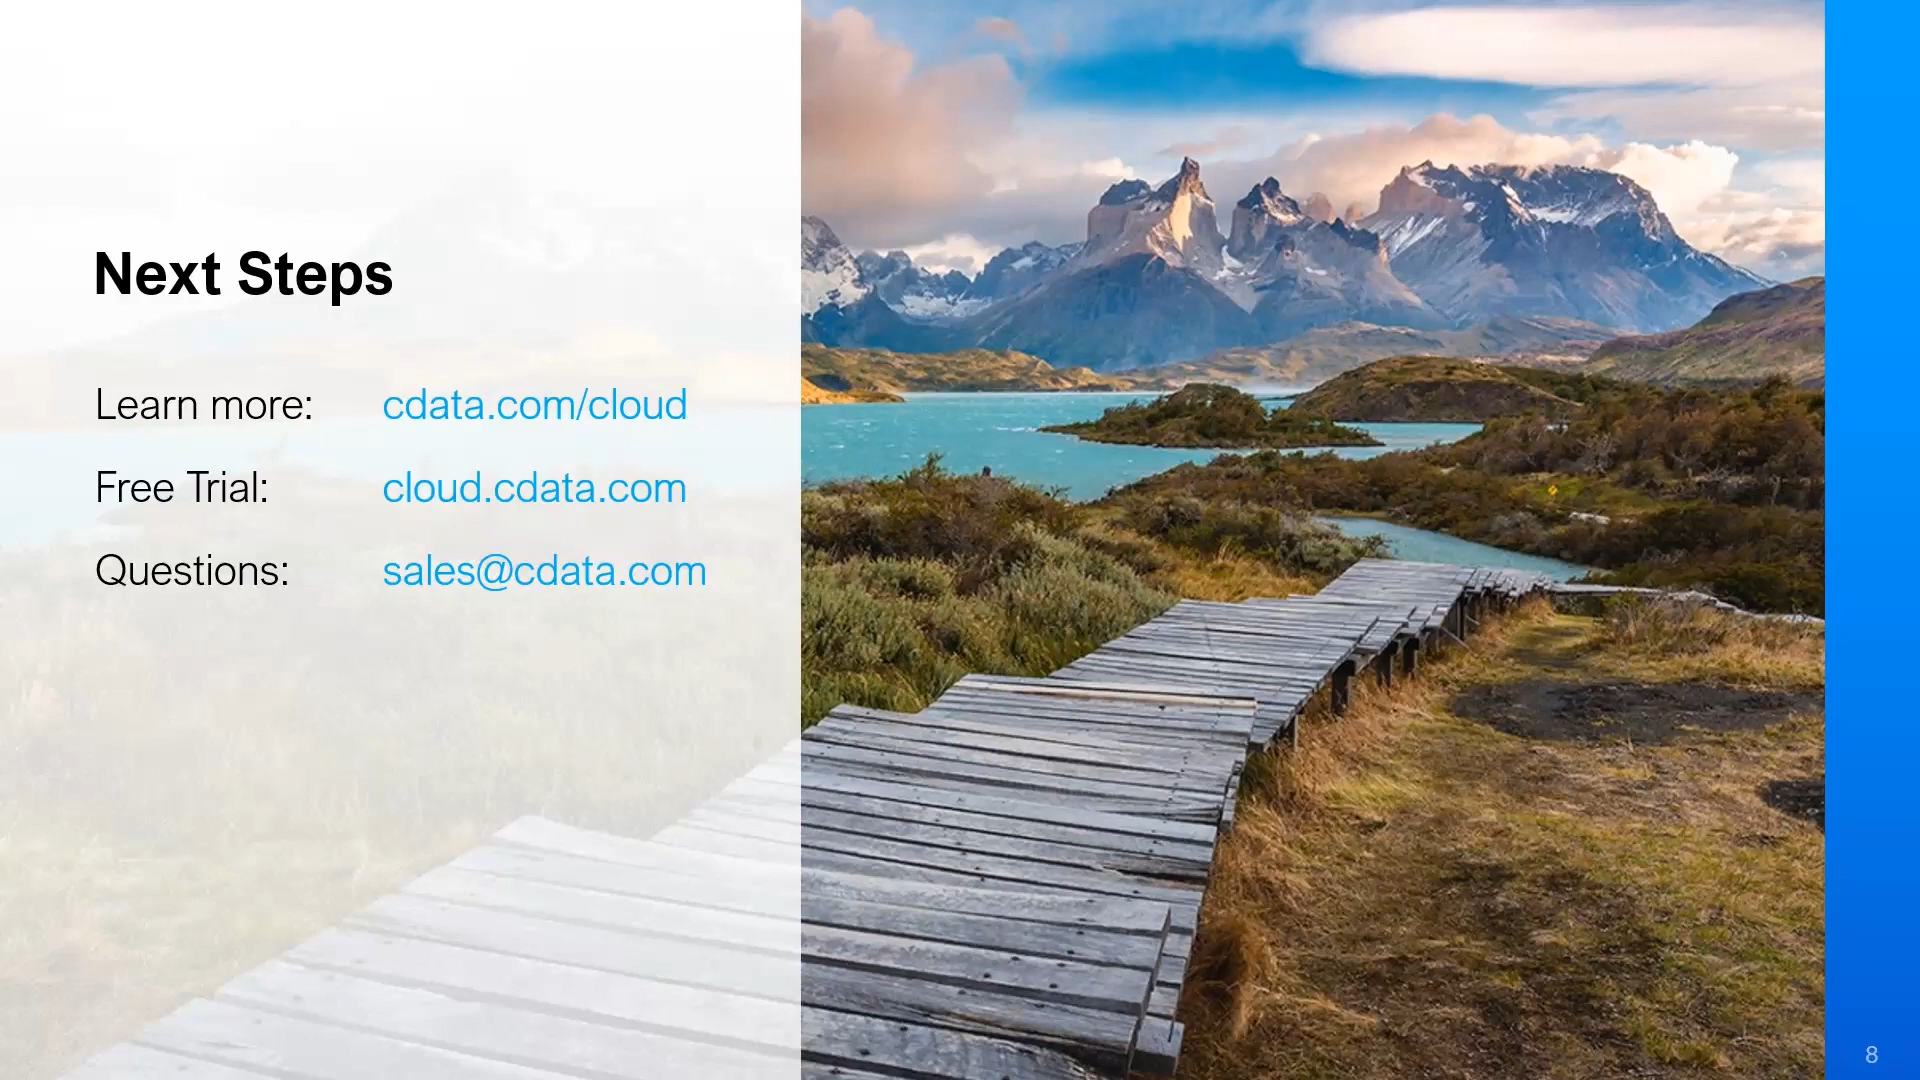 Next Steps
Learn more: cdata.com/cloud
Free Trial: cloud.cdata.com
Questions: sales@cdata.com
8